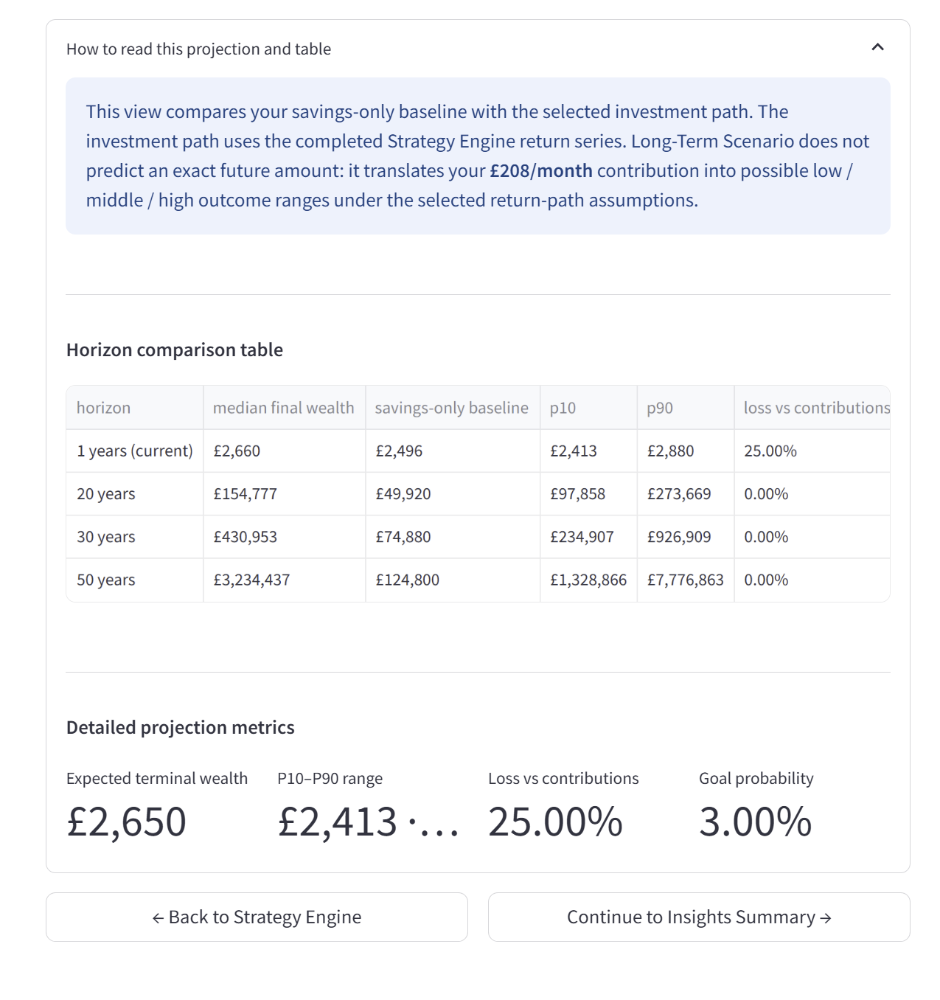 How to read this projection and table
This view compares your savings-only baseline with the selected investment path. The
investment path uses the completed Strategy Engine return series. Long-Term Scenario does not
predict an exact future amount: it translates your £208/month contribution into possible low /
middle / high outcome ranges under the selected return-path assumptions.
Horizon comparison table
horizon median final wealth savings-only baseline p10 p90 loss vs contributions
1 years (current) £2,660 £2,496 £2,413 £2,880 25.00%
20 years £154,777 £49,920 £97,858 £273,669 0.00%
30 years £430,953 £74,880 £234,907 £926,909 0.00%
50 years £3,234,437 £124,800 £1,328,866 £7,776,863 0.00%
Detailed projection metrics
Expected terminal wealth P10–P90 range Loss vs contributions Goal probability
£2,650 £2,413 ·… 25.00% 3.00%
← Back to Strategy Engine Continue to Insights Summary →